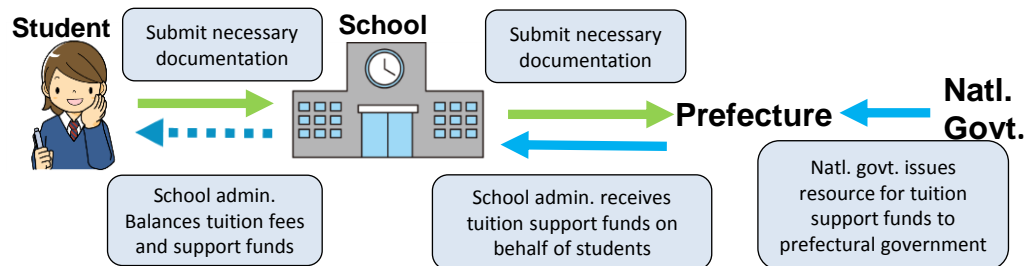 Student
Submit necessary
documentation
School
Submit necessary
documentation
Prefecture
Natl.
Govt.
School admin.
Balances tuition fees
and support funds
School admin. receives
tuition support funds on
behalf of students
Natl. govt. issues
resource for tuition
support funds to
prefectural government